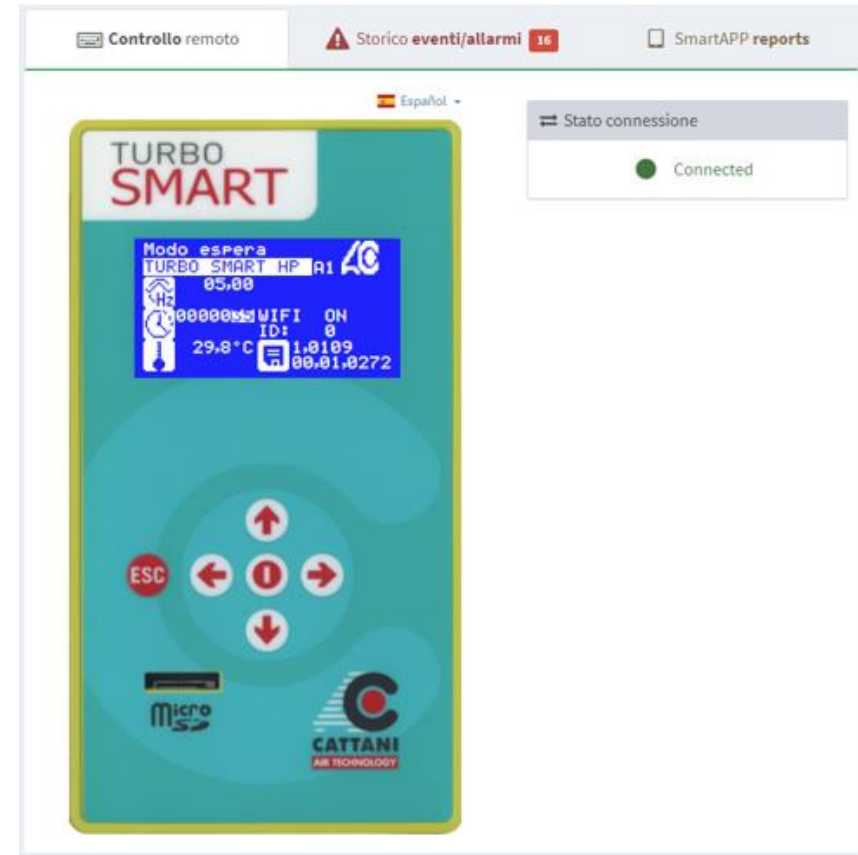 Controllo remoto
Storico eventi/allarmi 16
SmartAPP reports
Español
Stato connessione
Connected
TURBO
SMART
Modo espera
TURBO SMART HP A1
Hz 05,00
00000035 WIFI ON
ID: 0
29,8°C 1,0109
00,01,0272
ESC
Micro
SD
CATTANI
AIR TECHNOLOGY